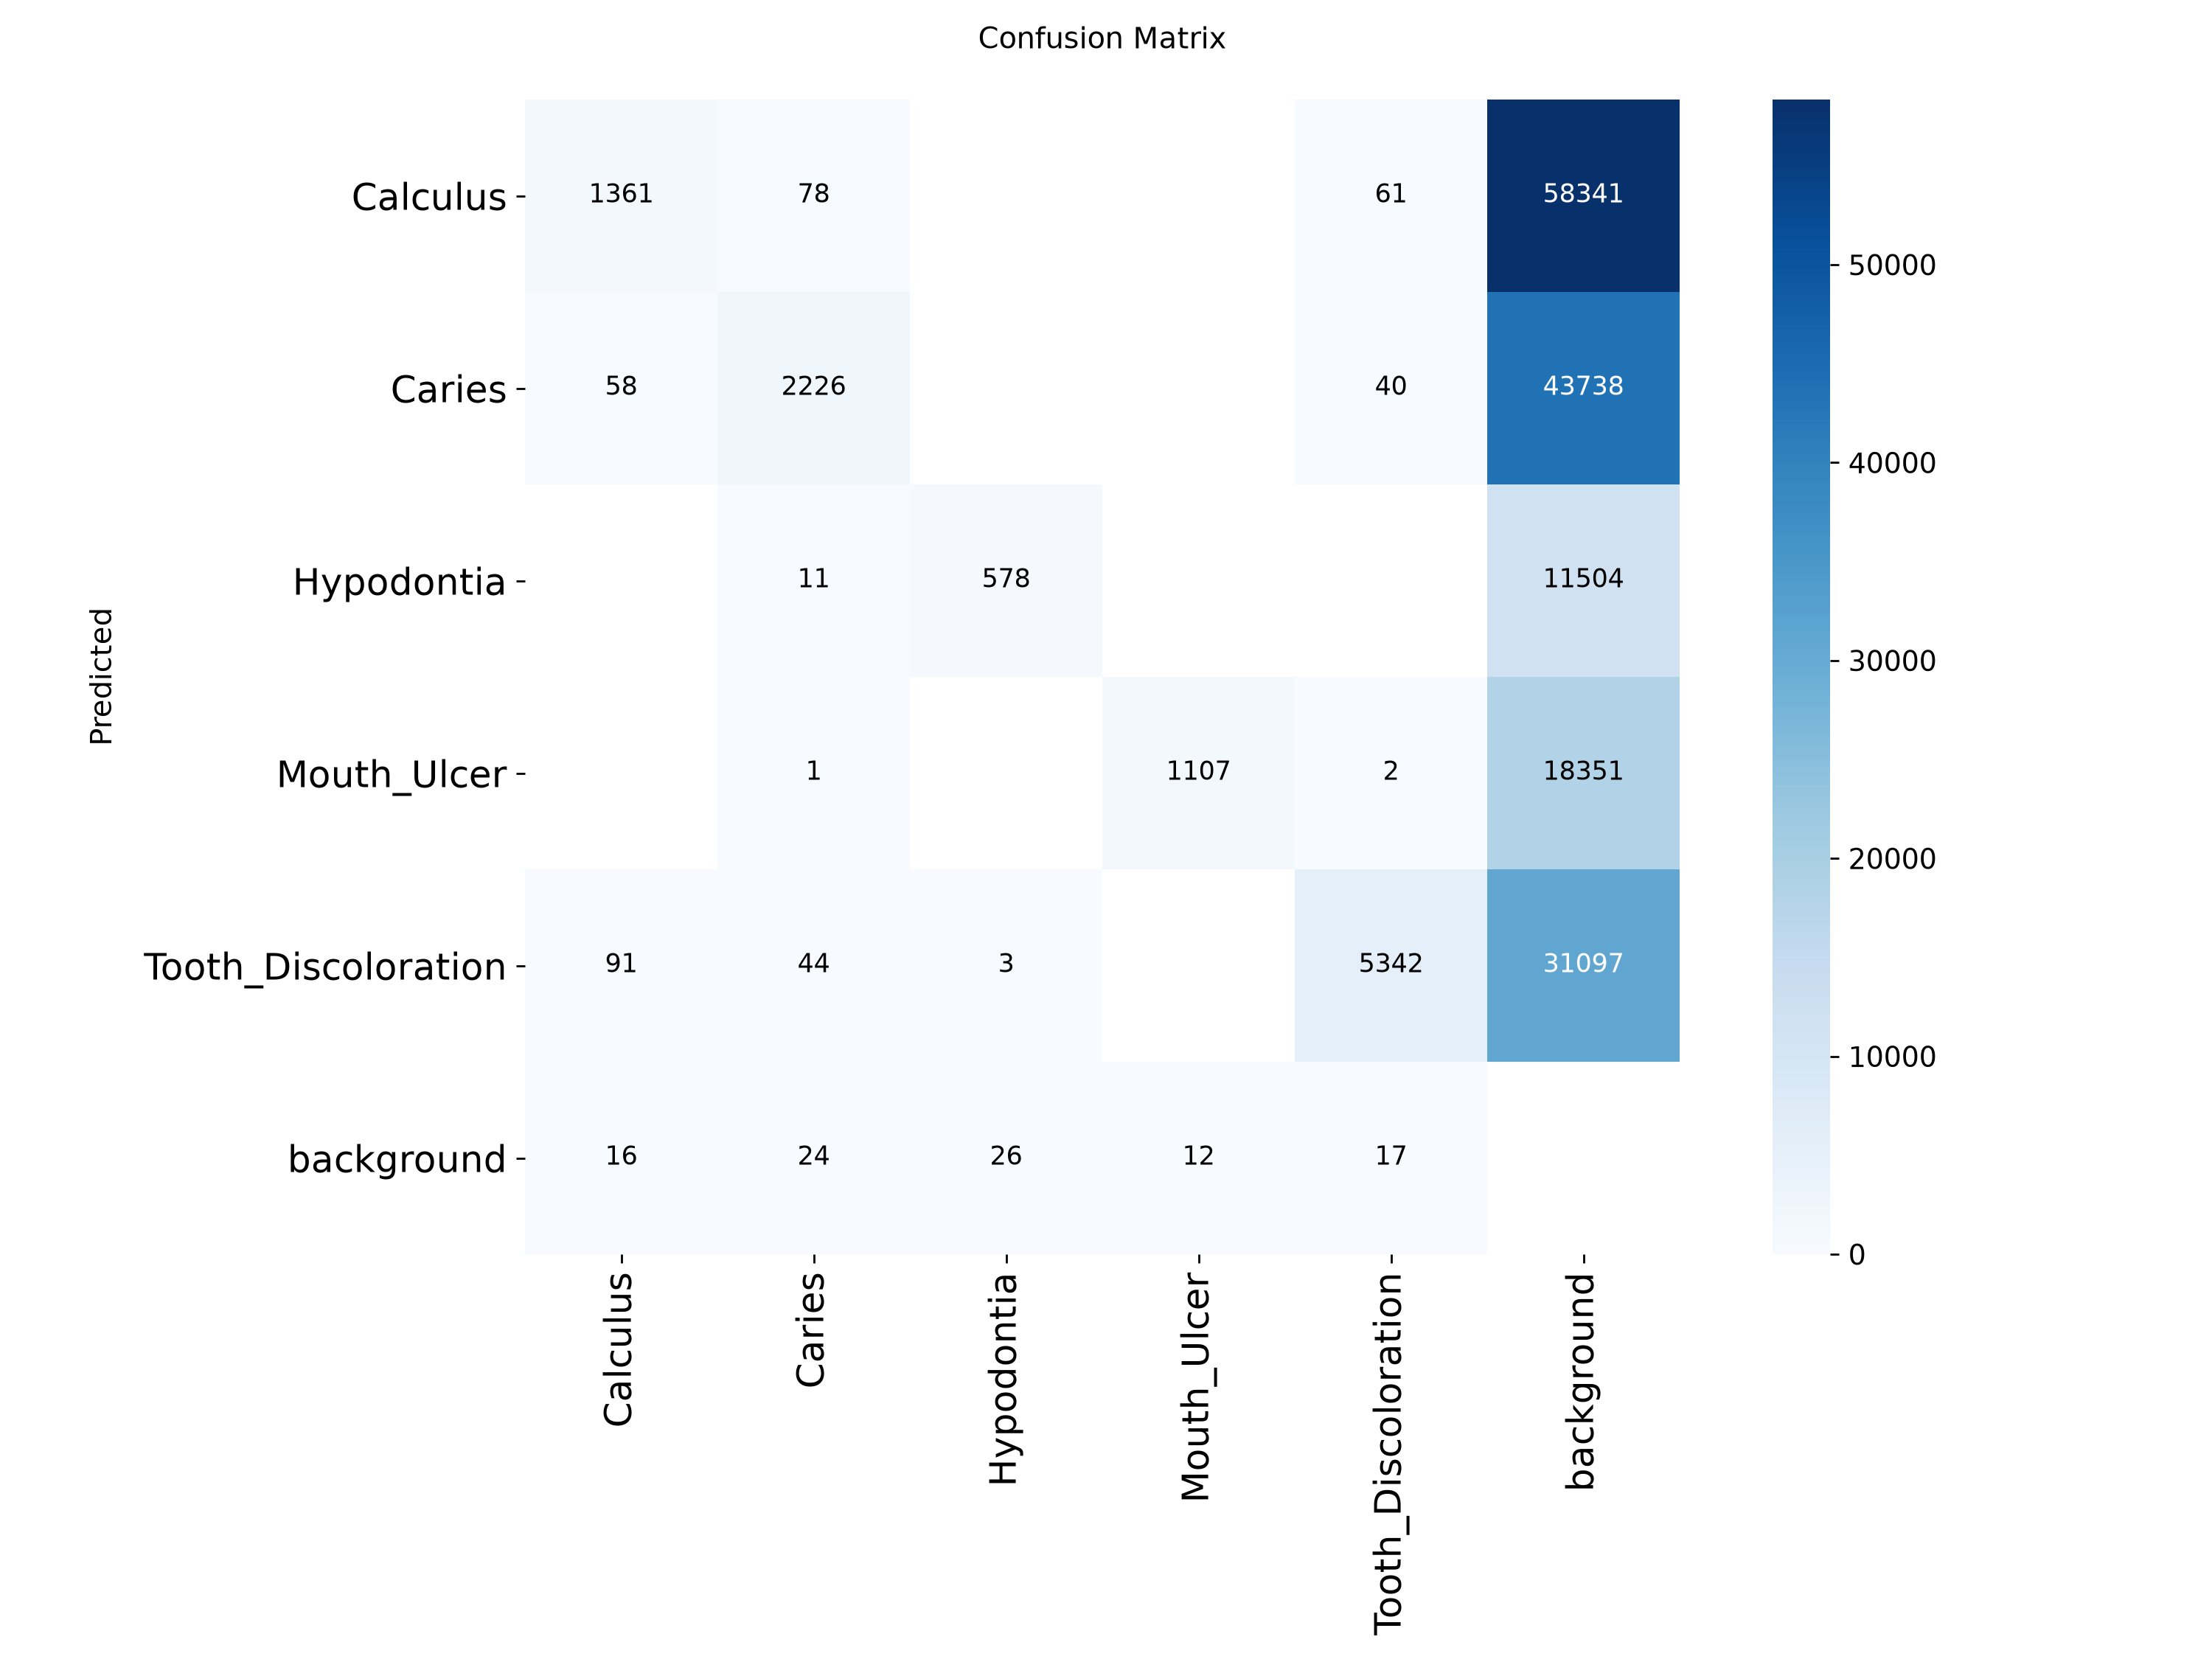 Confusion Matrix
Predicted
Calculus 1361 78 61 58341
Caries 58 2226 40 43738
Hypodontia 11 578 11504
Mouth_Ulcer 1 1107 2 18351
Tooth_Discoloration 91 44 3 5342 31097
background 16 24 26 12 17
Calculus Caries Hypodontia Mouth_Ulcer Tooth_Discoloration background
50000
40000
30000
20000
10000
0